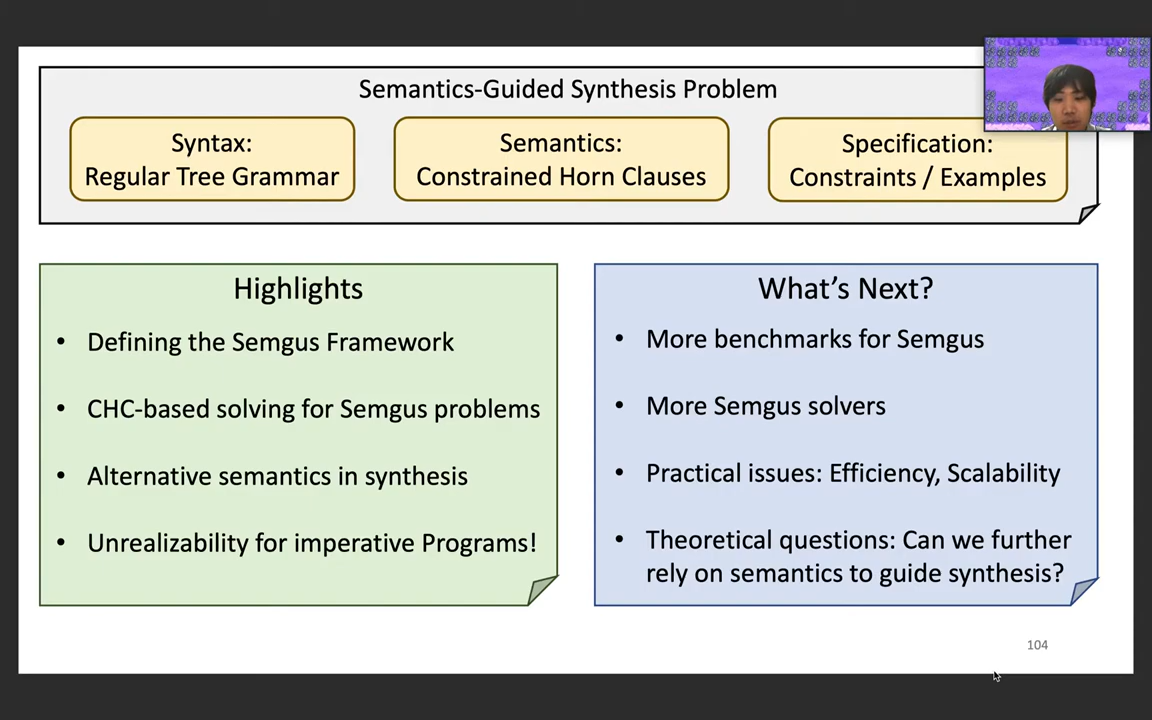 Semantics-Guided Synthesis Problem
Syntax:
Regular Tree Grammar
Semantics:
Constrained Horn Clauses
Specification:
Constraints / Examples
Highlights
• Defining the Semgus Framework
• CHC-based solving for Semgus problems
• Alternative semantics in synthesis
• Unrealizability for imperative Programs!
What's Next?
• More benchmarks for Semgus
• More Semgus solvers
• Practical issues: Efficiency, Scalability
• Theoretical questions: Can we further
rely on semantics to guide synthesis?
104